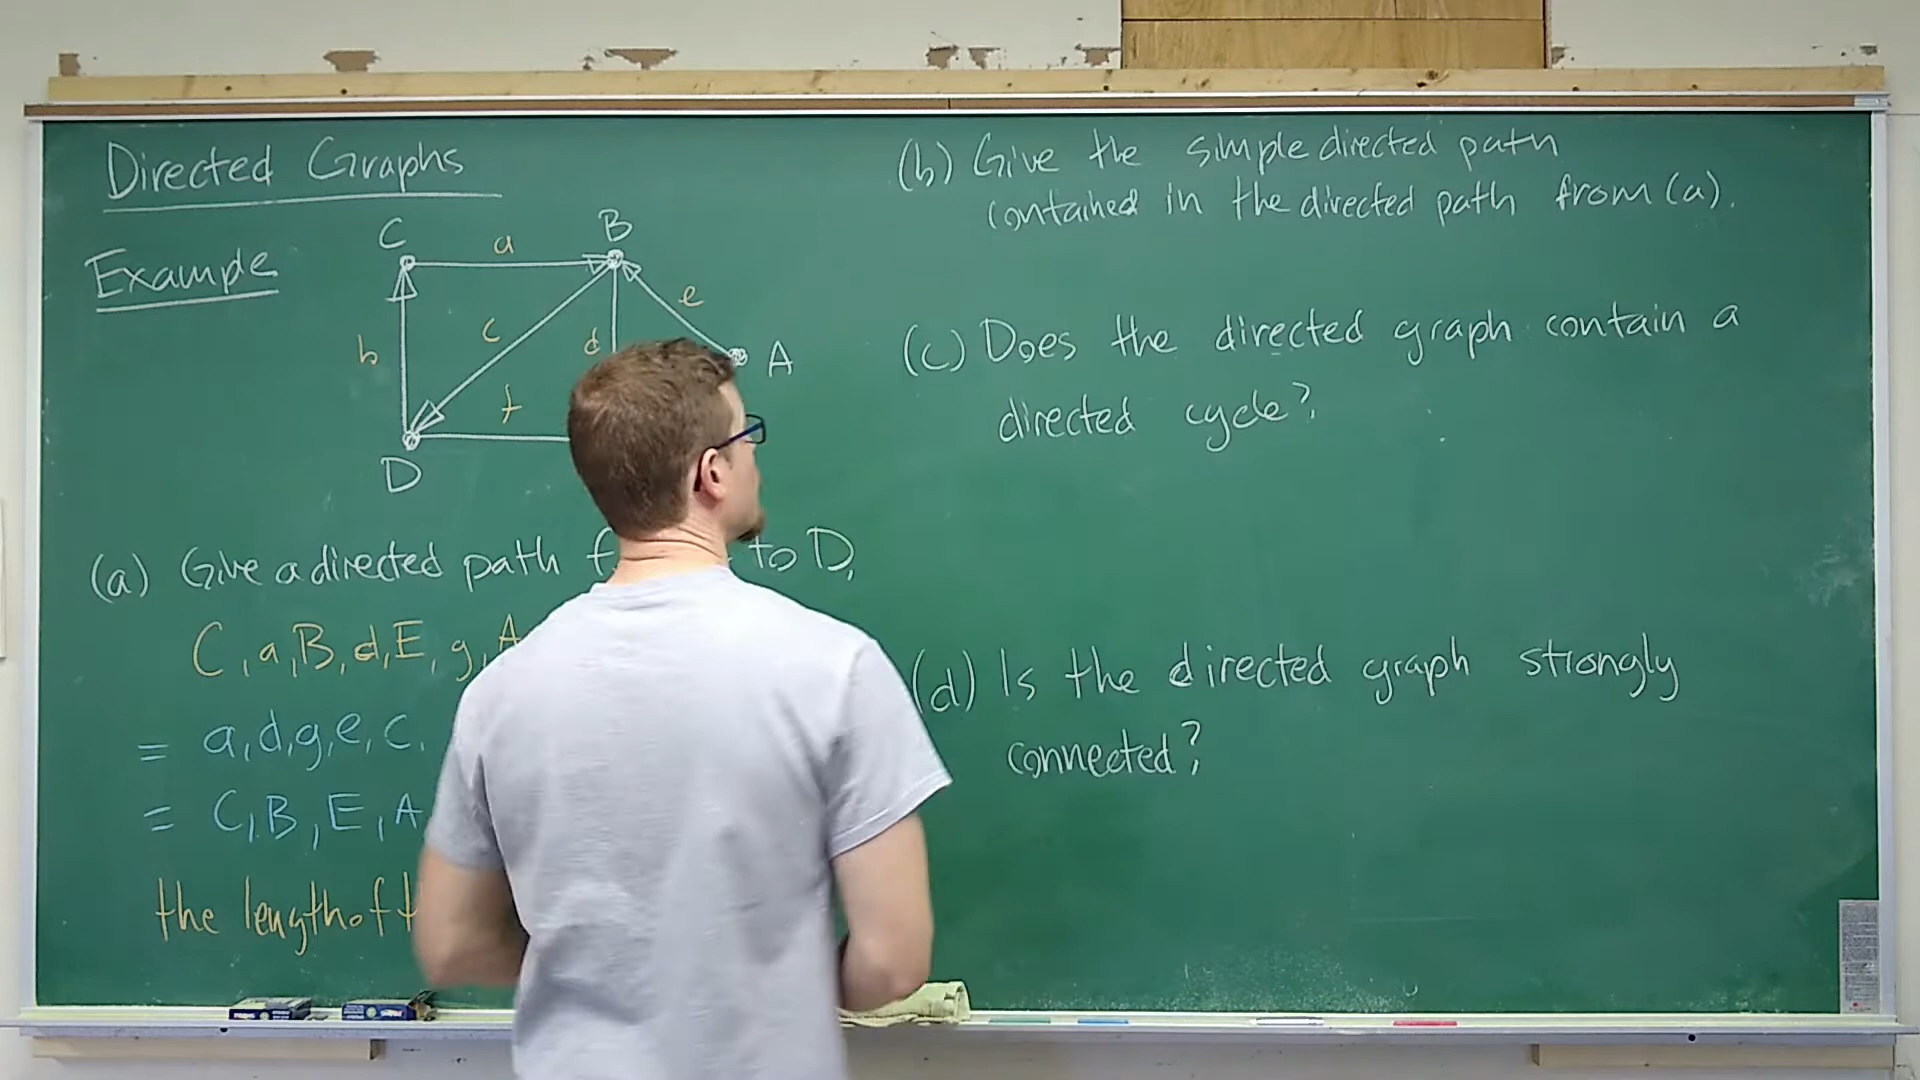 Directed Graphs
Example
C
a
B
e
b
c
d
A
f
D
(a) Give a directed path to D.
C, a, B, d, E, g, A
= a, d, g, e, c,
= C, B, E, A
the length of
(b) Give the simple directed path
contained in the directed path from (a).
(c) Does the directed graph contain a
directed cycle?
(d) Is the directed graph strongly
connected?